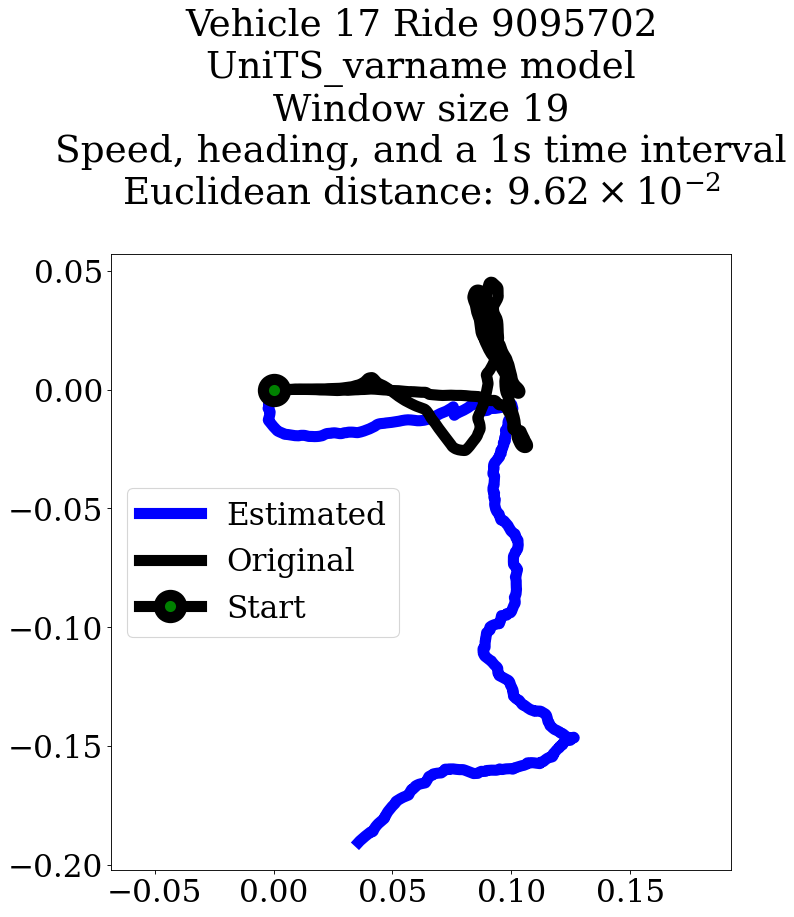 Vehicle 17 Ride 9095702
UniTS_varname model
Window size 19
Speed, heading, and a 1s time interval
Euclidean distance: 9.62 × 10⁻²
0.05
0.00
−0.05
−0.10
−0.15
−0.20
Estimated
Original
Start
−0.05
0.00
0.05
0.10
0.15